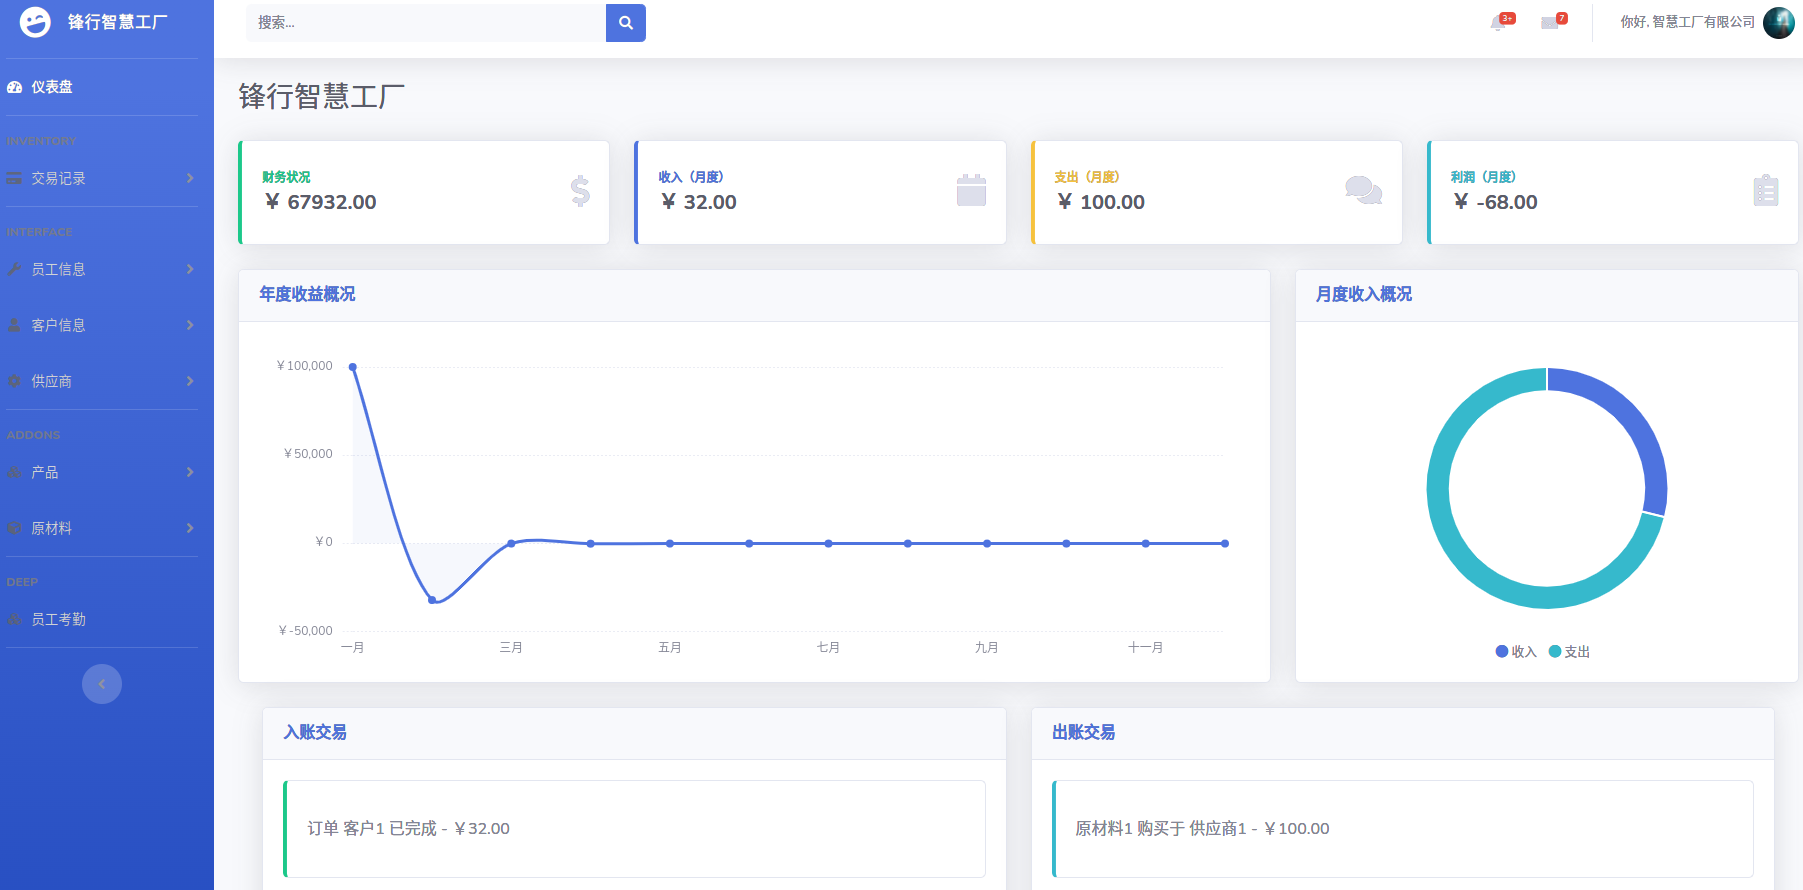 锋行智慧工厂
搜索...
3+
7
你好, 智慧工厂有限公司
仪表盘
INVENTORY
交易记录
INTERFACE
员工信息
客户信息
供应商
ADDONS
产品
原材料
DEEP
员工考勤
锋行智慧工厂
财务状况
¥ 67932.00
收入（月度）
¥ 32.00
支出（月度）
¥ 100.00
利润（月度）
¥ -68.00
年度收益概况
¥100,000
¥50,000
¥0
¥-50,000
一月
三月
五月
七月
九月
十一月
月度收入概况
收入
支出
入账交易
订单 客户1 已完成 - ¥32.00
出账交易
原材料1 购买于 供应商1 - ¥100.00